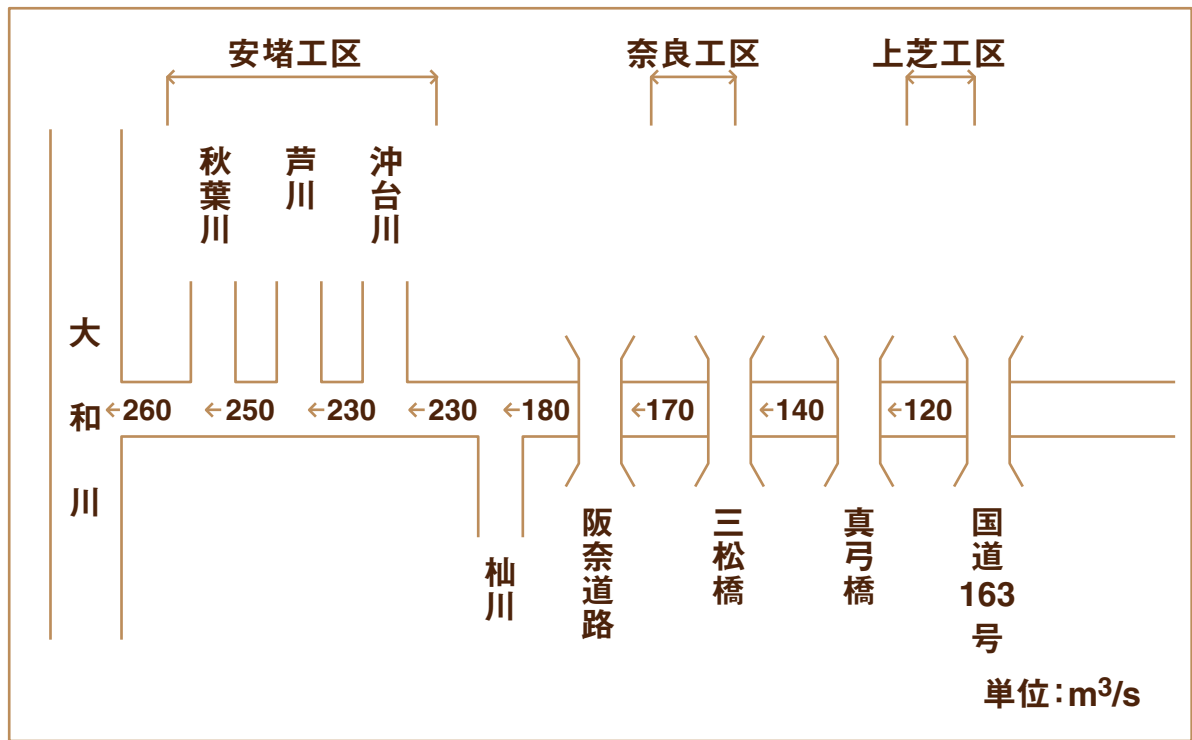 安堵工区
奈良工区
上芝工区
秋葉川
芦川
沖台川
大和川
←260
←250
←230
←230
←180
←170
←140
←120
杣川
阪奈道路
三松橋
真弓橋
国道163号
単位：m³/s